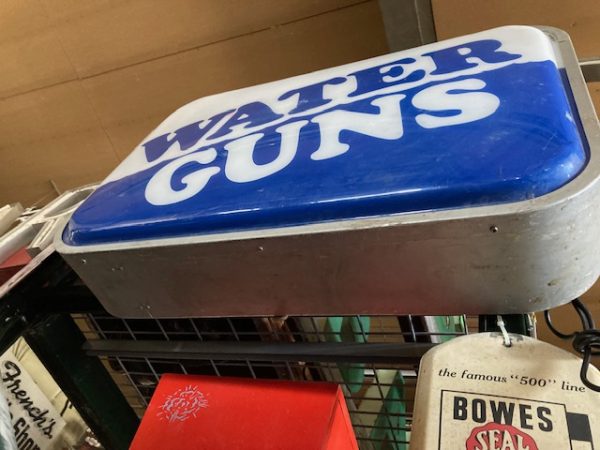 WATER
GUNS
the famous "500" line
BOWES
SEAL
French's